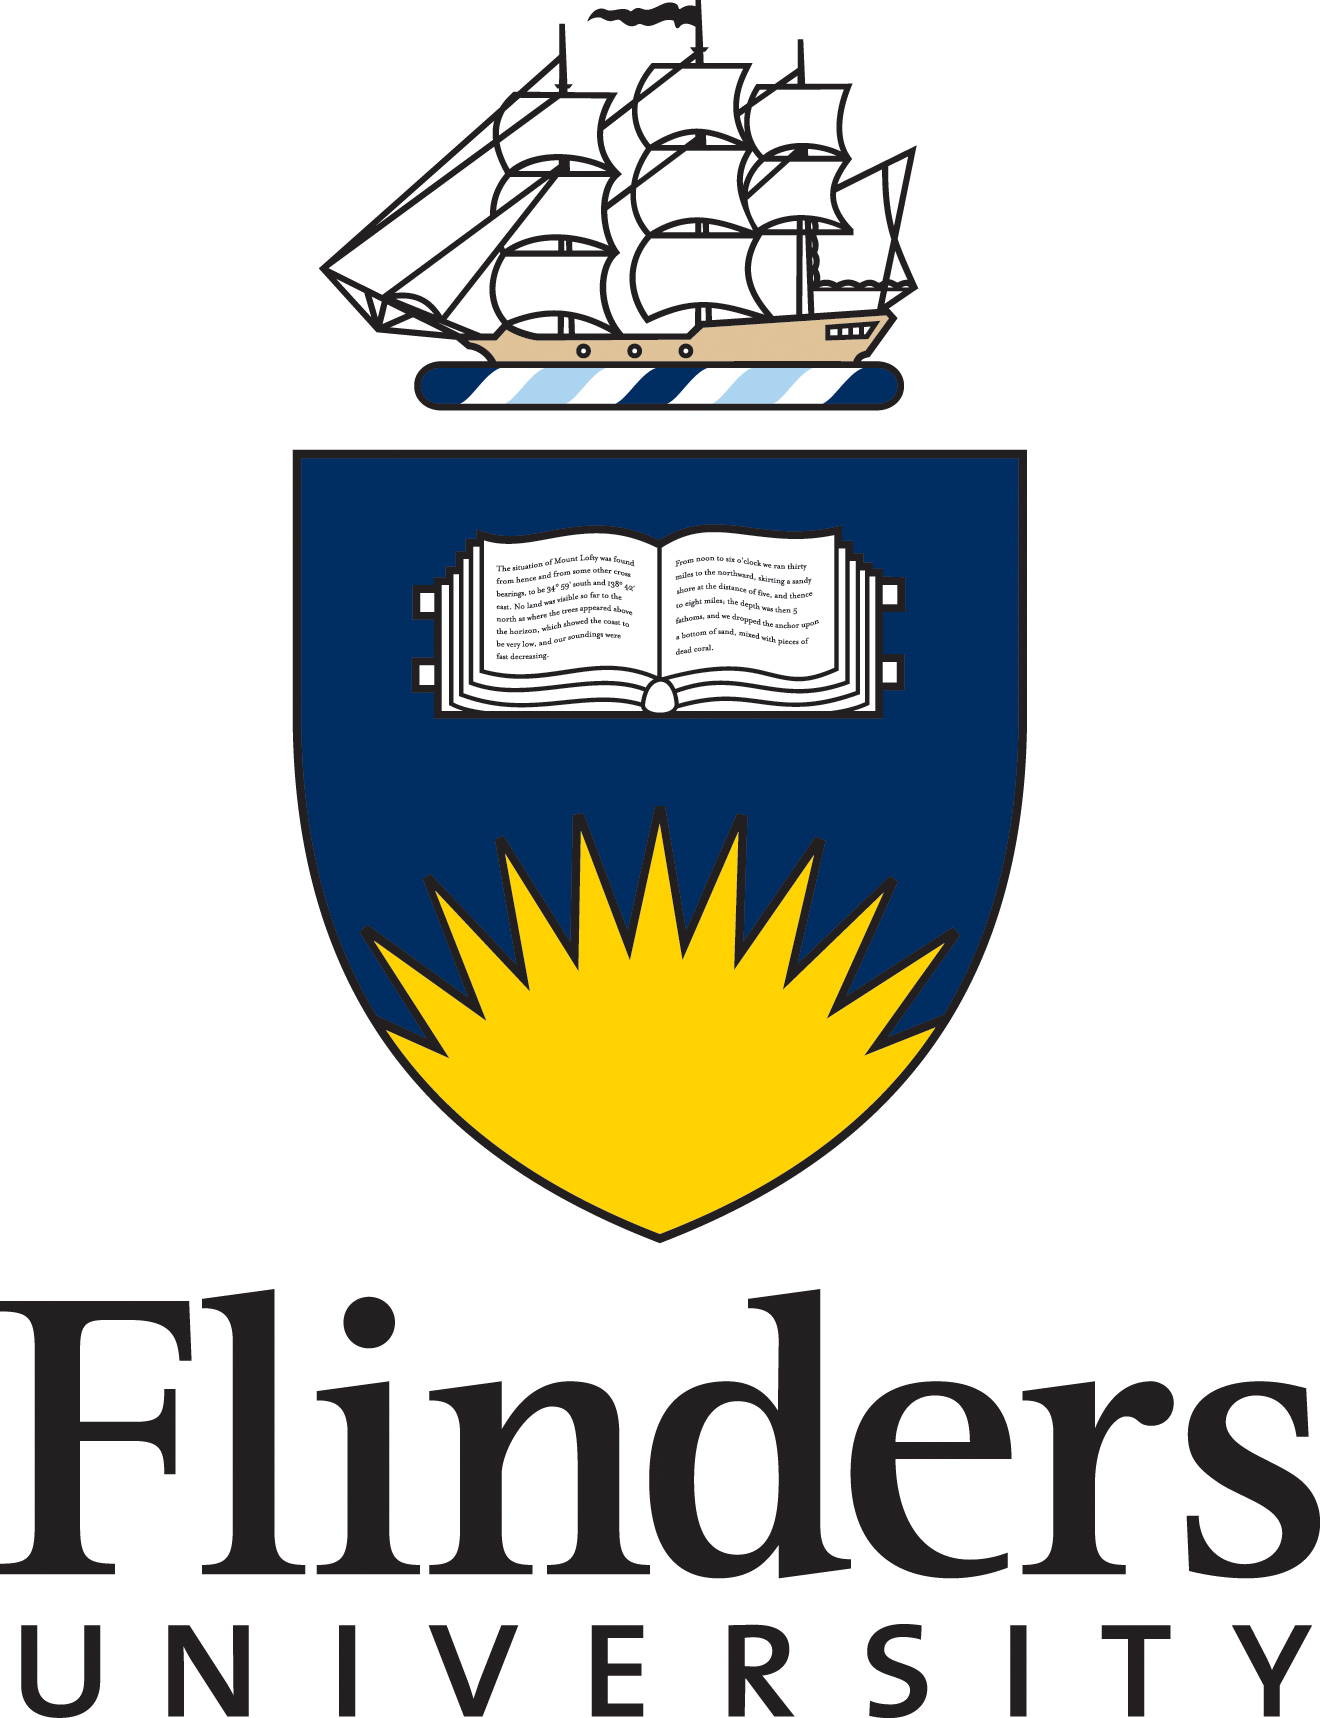 The situation of Mount Lofty was found
from hence and from some other cross
bearings, to be 34° 59' south and 138° 42'
east. No land was visible so far to the
north as where the trees appeared above
the horizon, which showed the coast to
be very low, and our soundings were
fast decreasing.
From noon to six o'clock we ran thirty
miles to the northward, skirting a sandy
shore at the distance of five, and thence
to eight miles; the depth was then 5
fathoms, and we dropped the anchor upon
a bottom of sand, mixed with pieces of
dead coral.
Flinders
UNIVERSITY